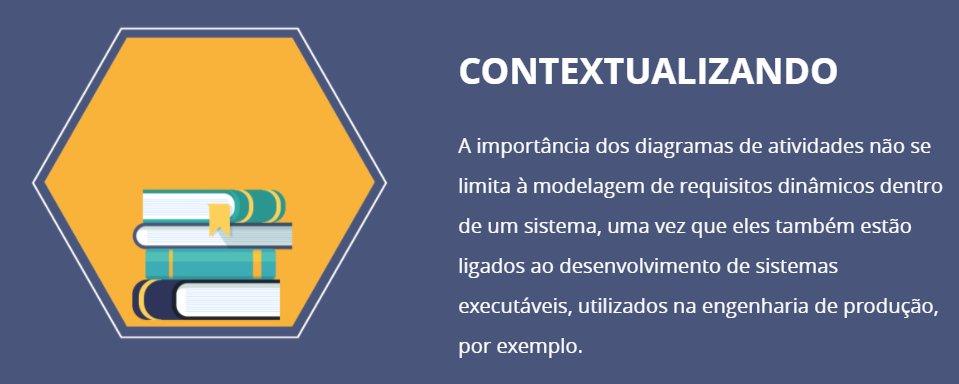 CONTEXTUALIZANDO
A importância dos diagramas de atividades não se
limita à modelagem de requisitos dinâmicos dentro
de um sistema, uma vez que eles também estão
ligados ao desenvolvimento de sistemas
executáveis, utilizados na engenharia de produção,
por exemplo.